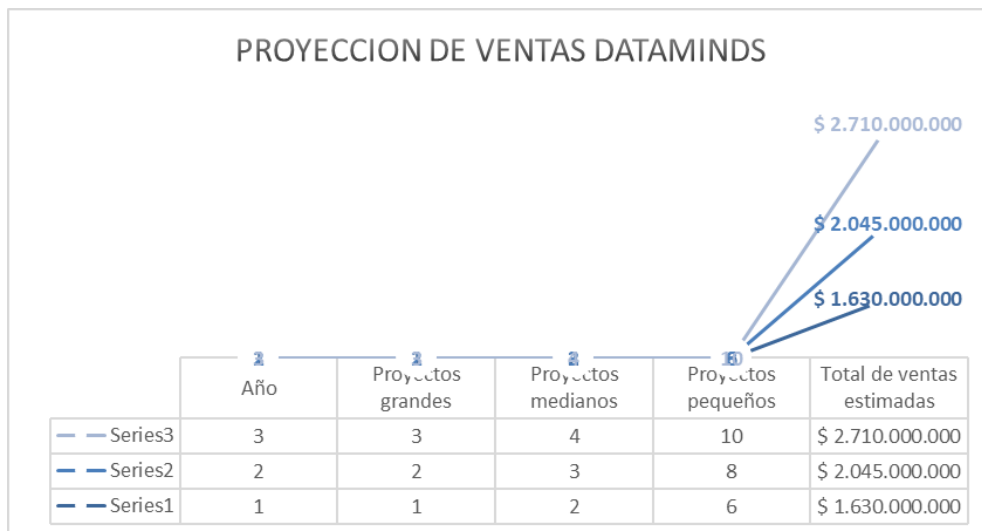 PROYECCION DE VENTAS DATAMINDS
$ 2.710.000.000
$ 2.045.000.000
$ 1.630.000.000
Año Proyectos grandes Proyectos medianos Proyectos pequeños Total de ventas estimadas
Series3 3 3 4 10 $ 2.710.000.000
Series2 2 2 3 8 $ 2.045.000.000
Series1 1 1 2 6 $ 1.630.000.000